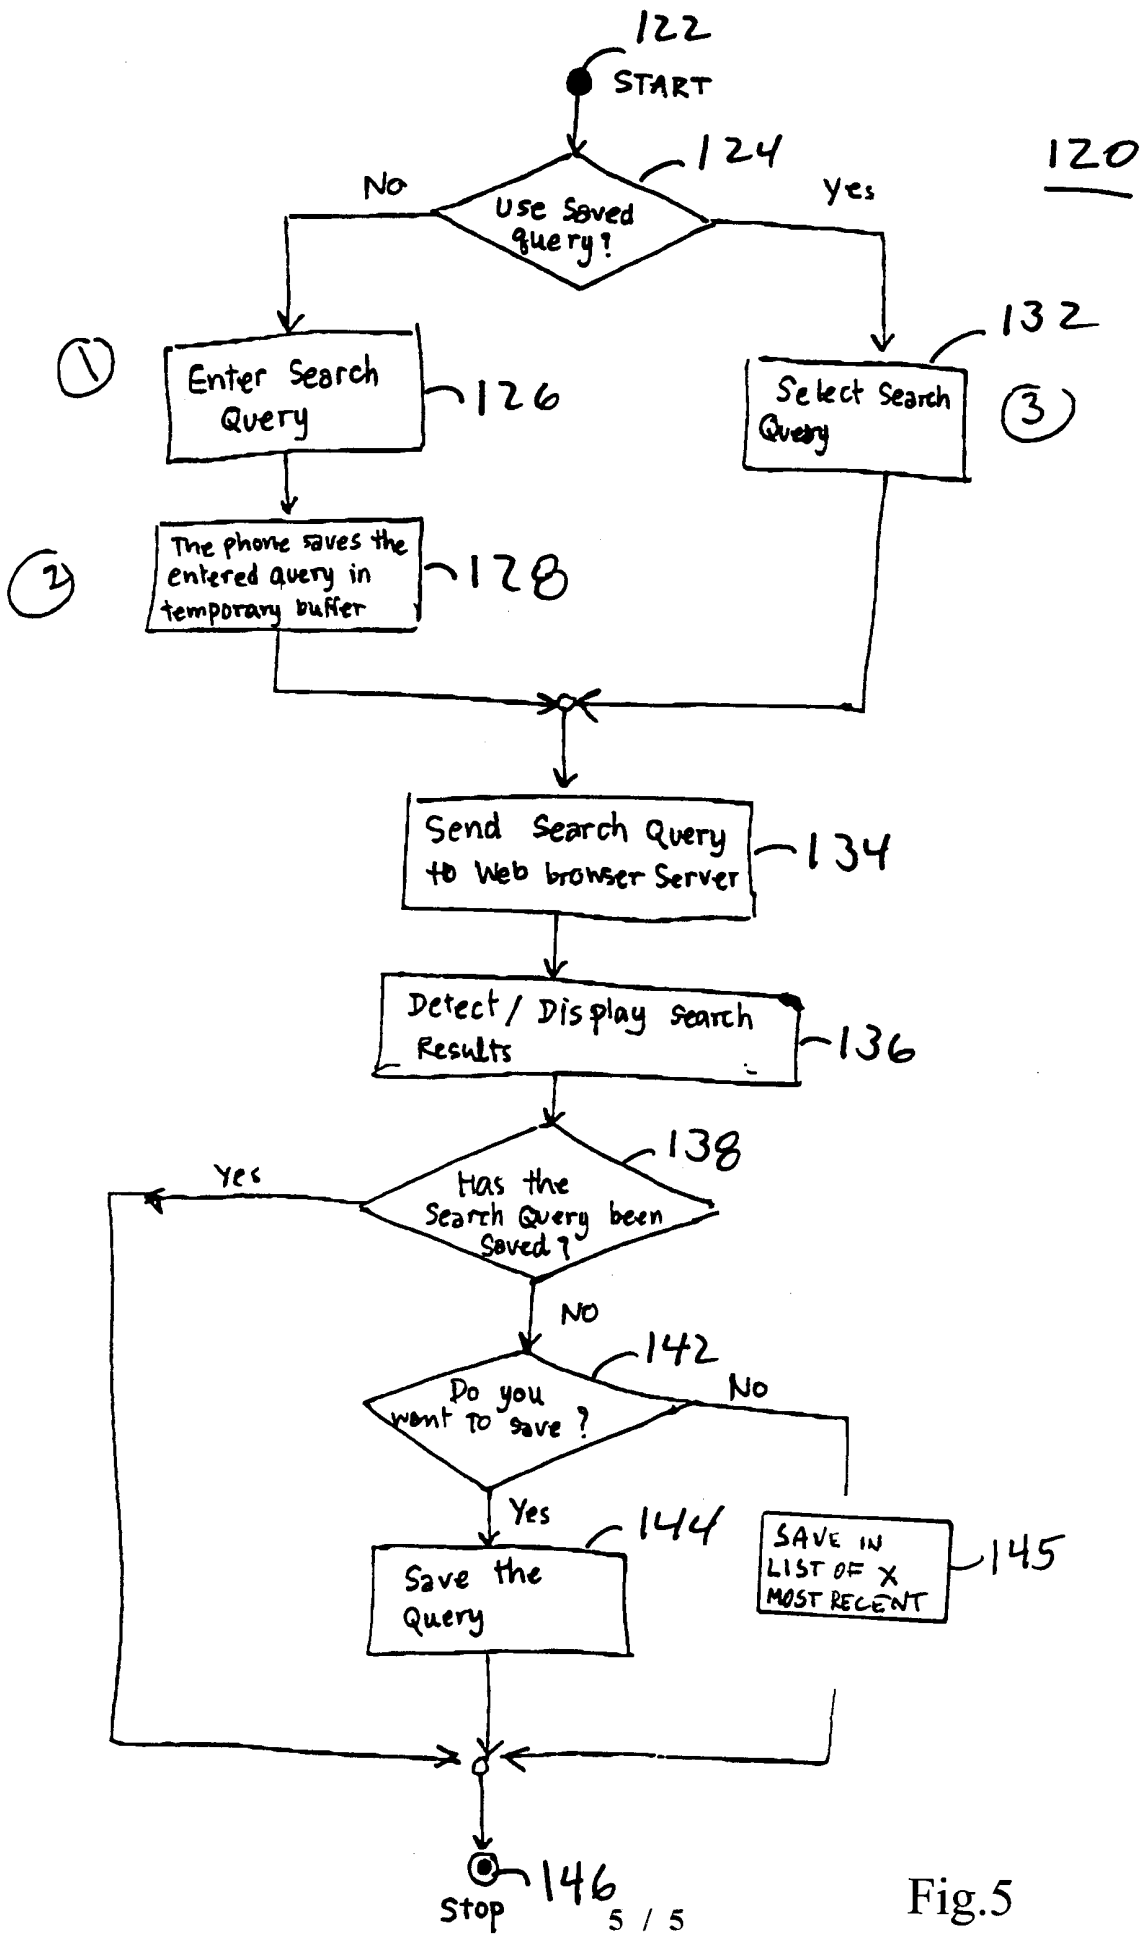 122
START
124
120
No
Yes
Use Saved
query?
132
1
Enter Search
Query
126
Select Search
Query
3
2
The phone saves the
entered query in
temporary buffer
128
Send Search Query
to Web browser Server
134
Detect / Display Search
Results
136
138
Yes
Has the
Search Query been
Saved?
NO
142
Do you
want to save?
No
Yes
144
Save the
Query
SAVE IN
LIST OF X
MOST RECENT
145
146
Stop
5 / 5
Fig.5